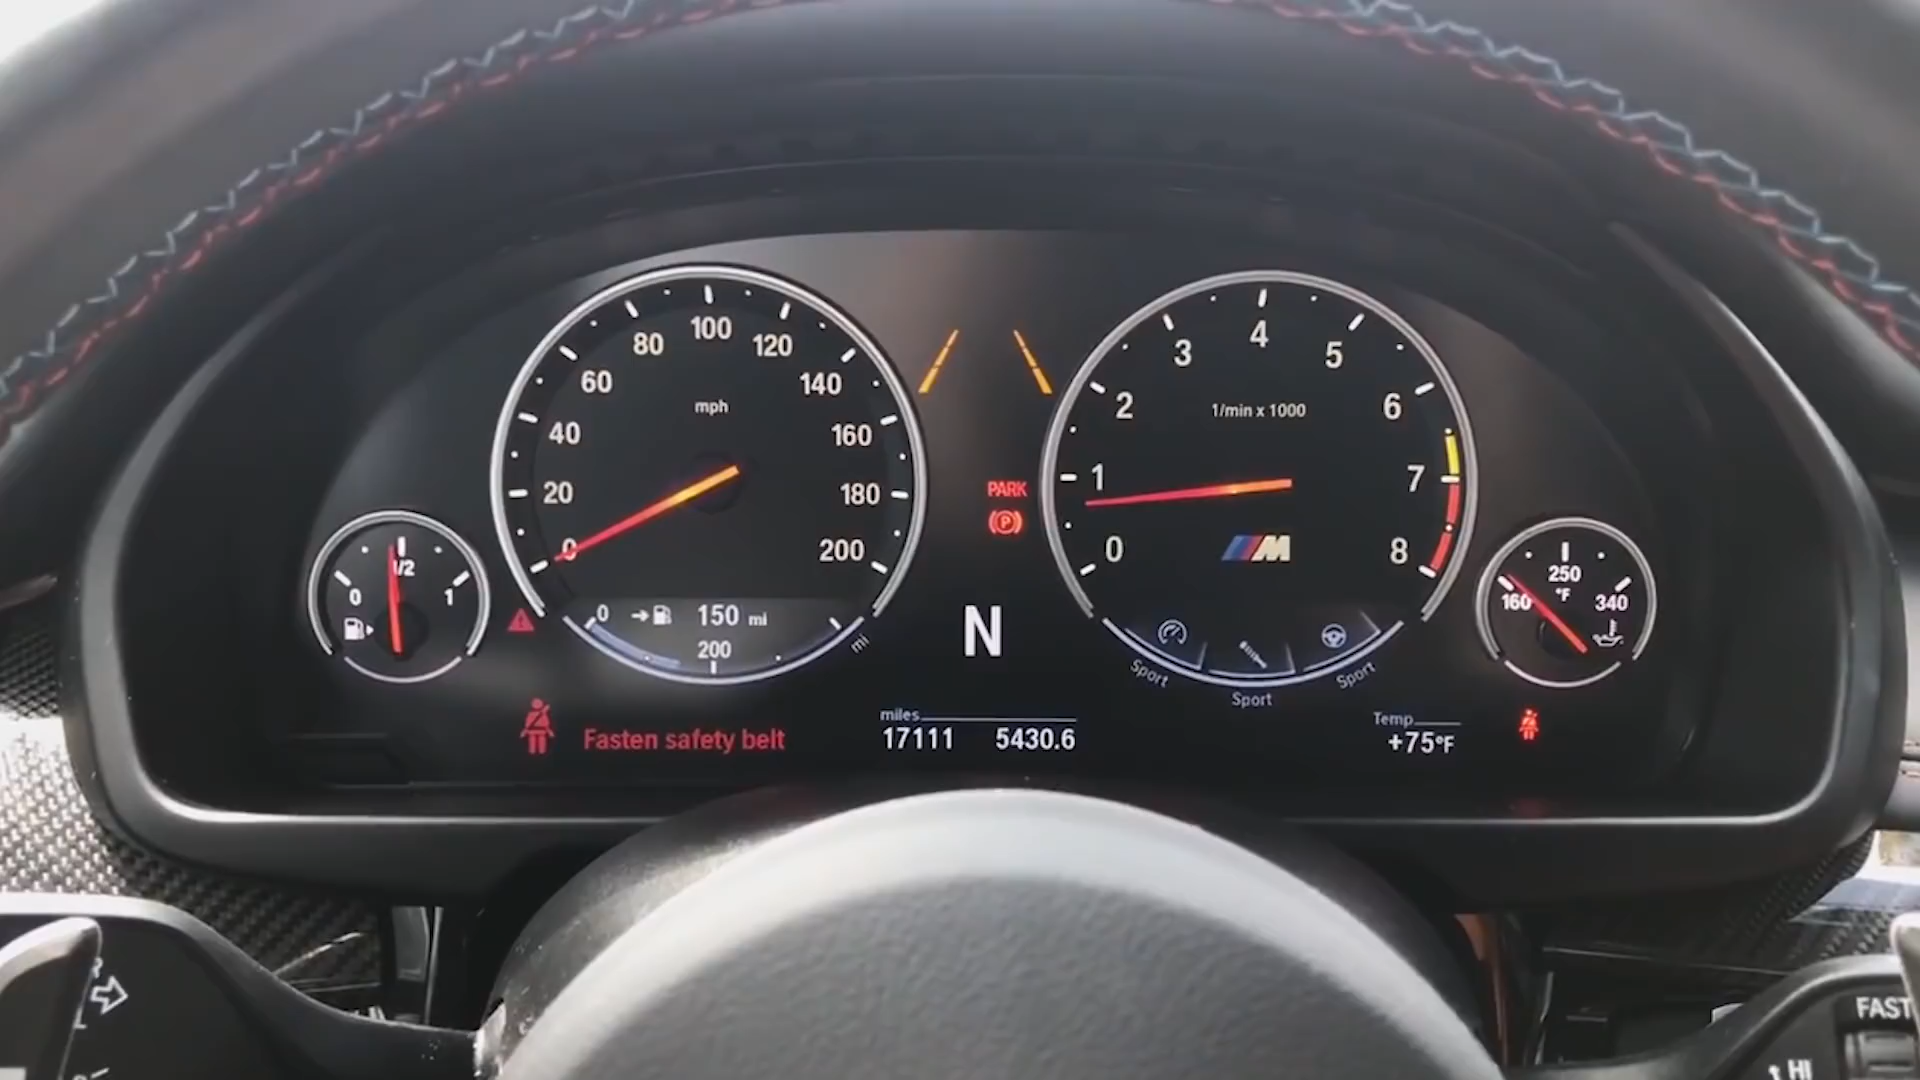 0 20 40 60 80 100 120 140 160 180 200
mph
0 1/2 1
0 150 mi
200
mi
Fasten safety belt
PARK
P
N
miles
17111 5430.6
0 1 2 3 4 5 6 7 8
1/min x 1000
M
Sport
Sport
Sport
160 250 340
°F
Temp
+75°F
FAST
HI